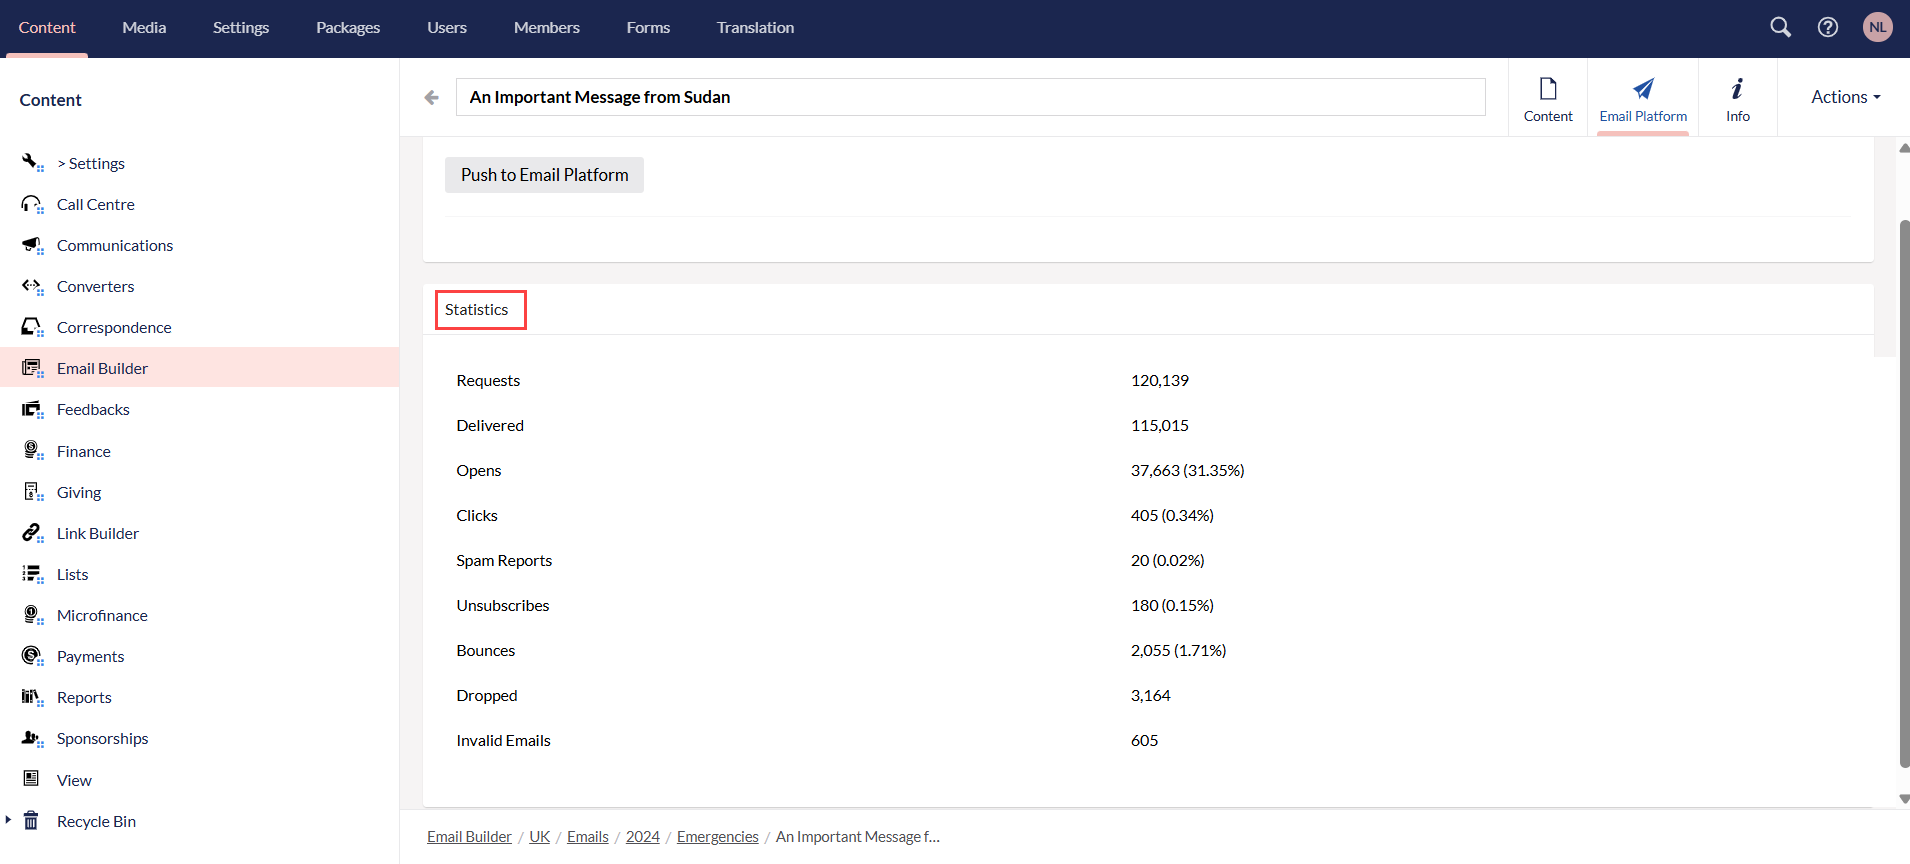 Content Media Settings Packages Users Members Forms Translation NL
Content
> Settings
Call Centre
Communications
Converters
Correspondence
Email Builder
Feedbacks
Finance
Giving
Link Builder
Lists
Microfinance
Payments
Reports
Sponsorships
View
Recycle Bin
An Important Message from Sudan
Content
Email Platform
Info
Actions
Push to Email Platform
Statistics
Requests 120,139
Delivered 115,015
Opens 37,663 (31.35%)
Clicks 405 (0.34%)
Spam Reports 20 (0.02%)
Unsubscribes 180 (0.15%)
Bounces 2,055 (1.71%)
Dropped 3,164
Invalid Emails 605
Email Builder / UK / Emails / 2024 / Emergencies / An Important Message f...